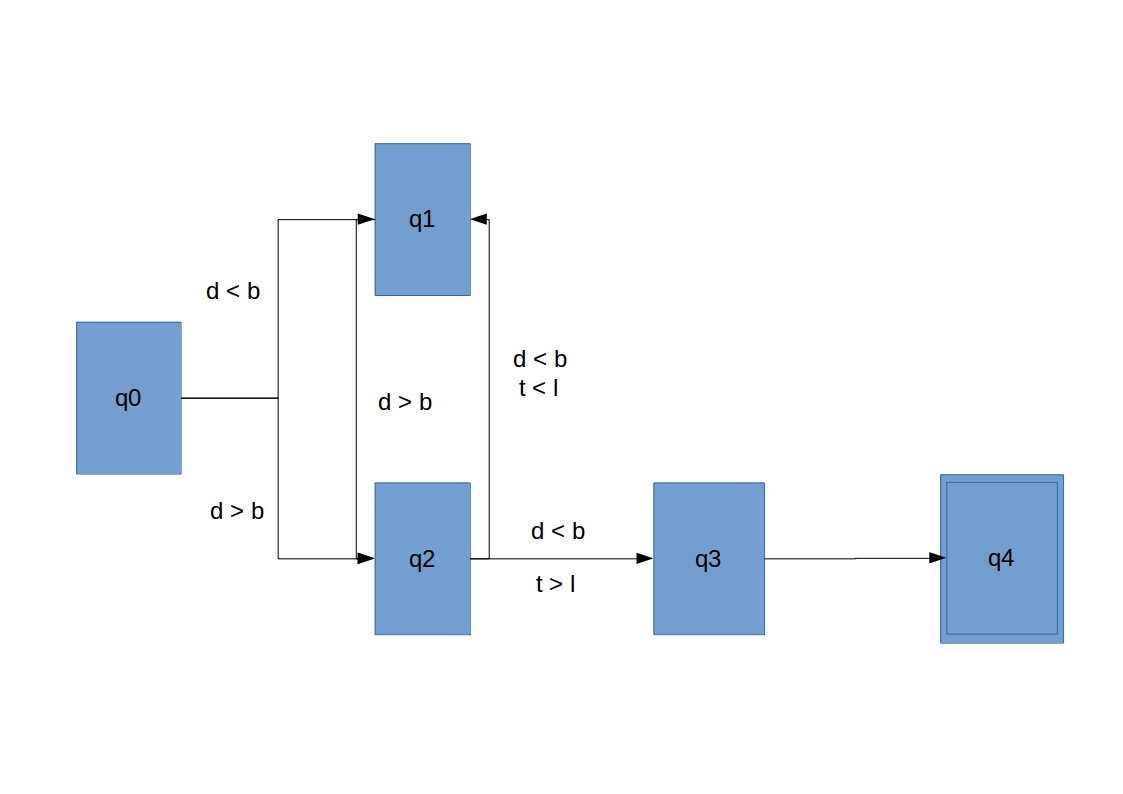 q1
d < b
d < b
t < l
q0
d > b
d > b
d < b
q2
q3
q4
t > l